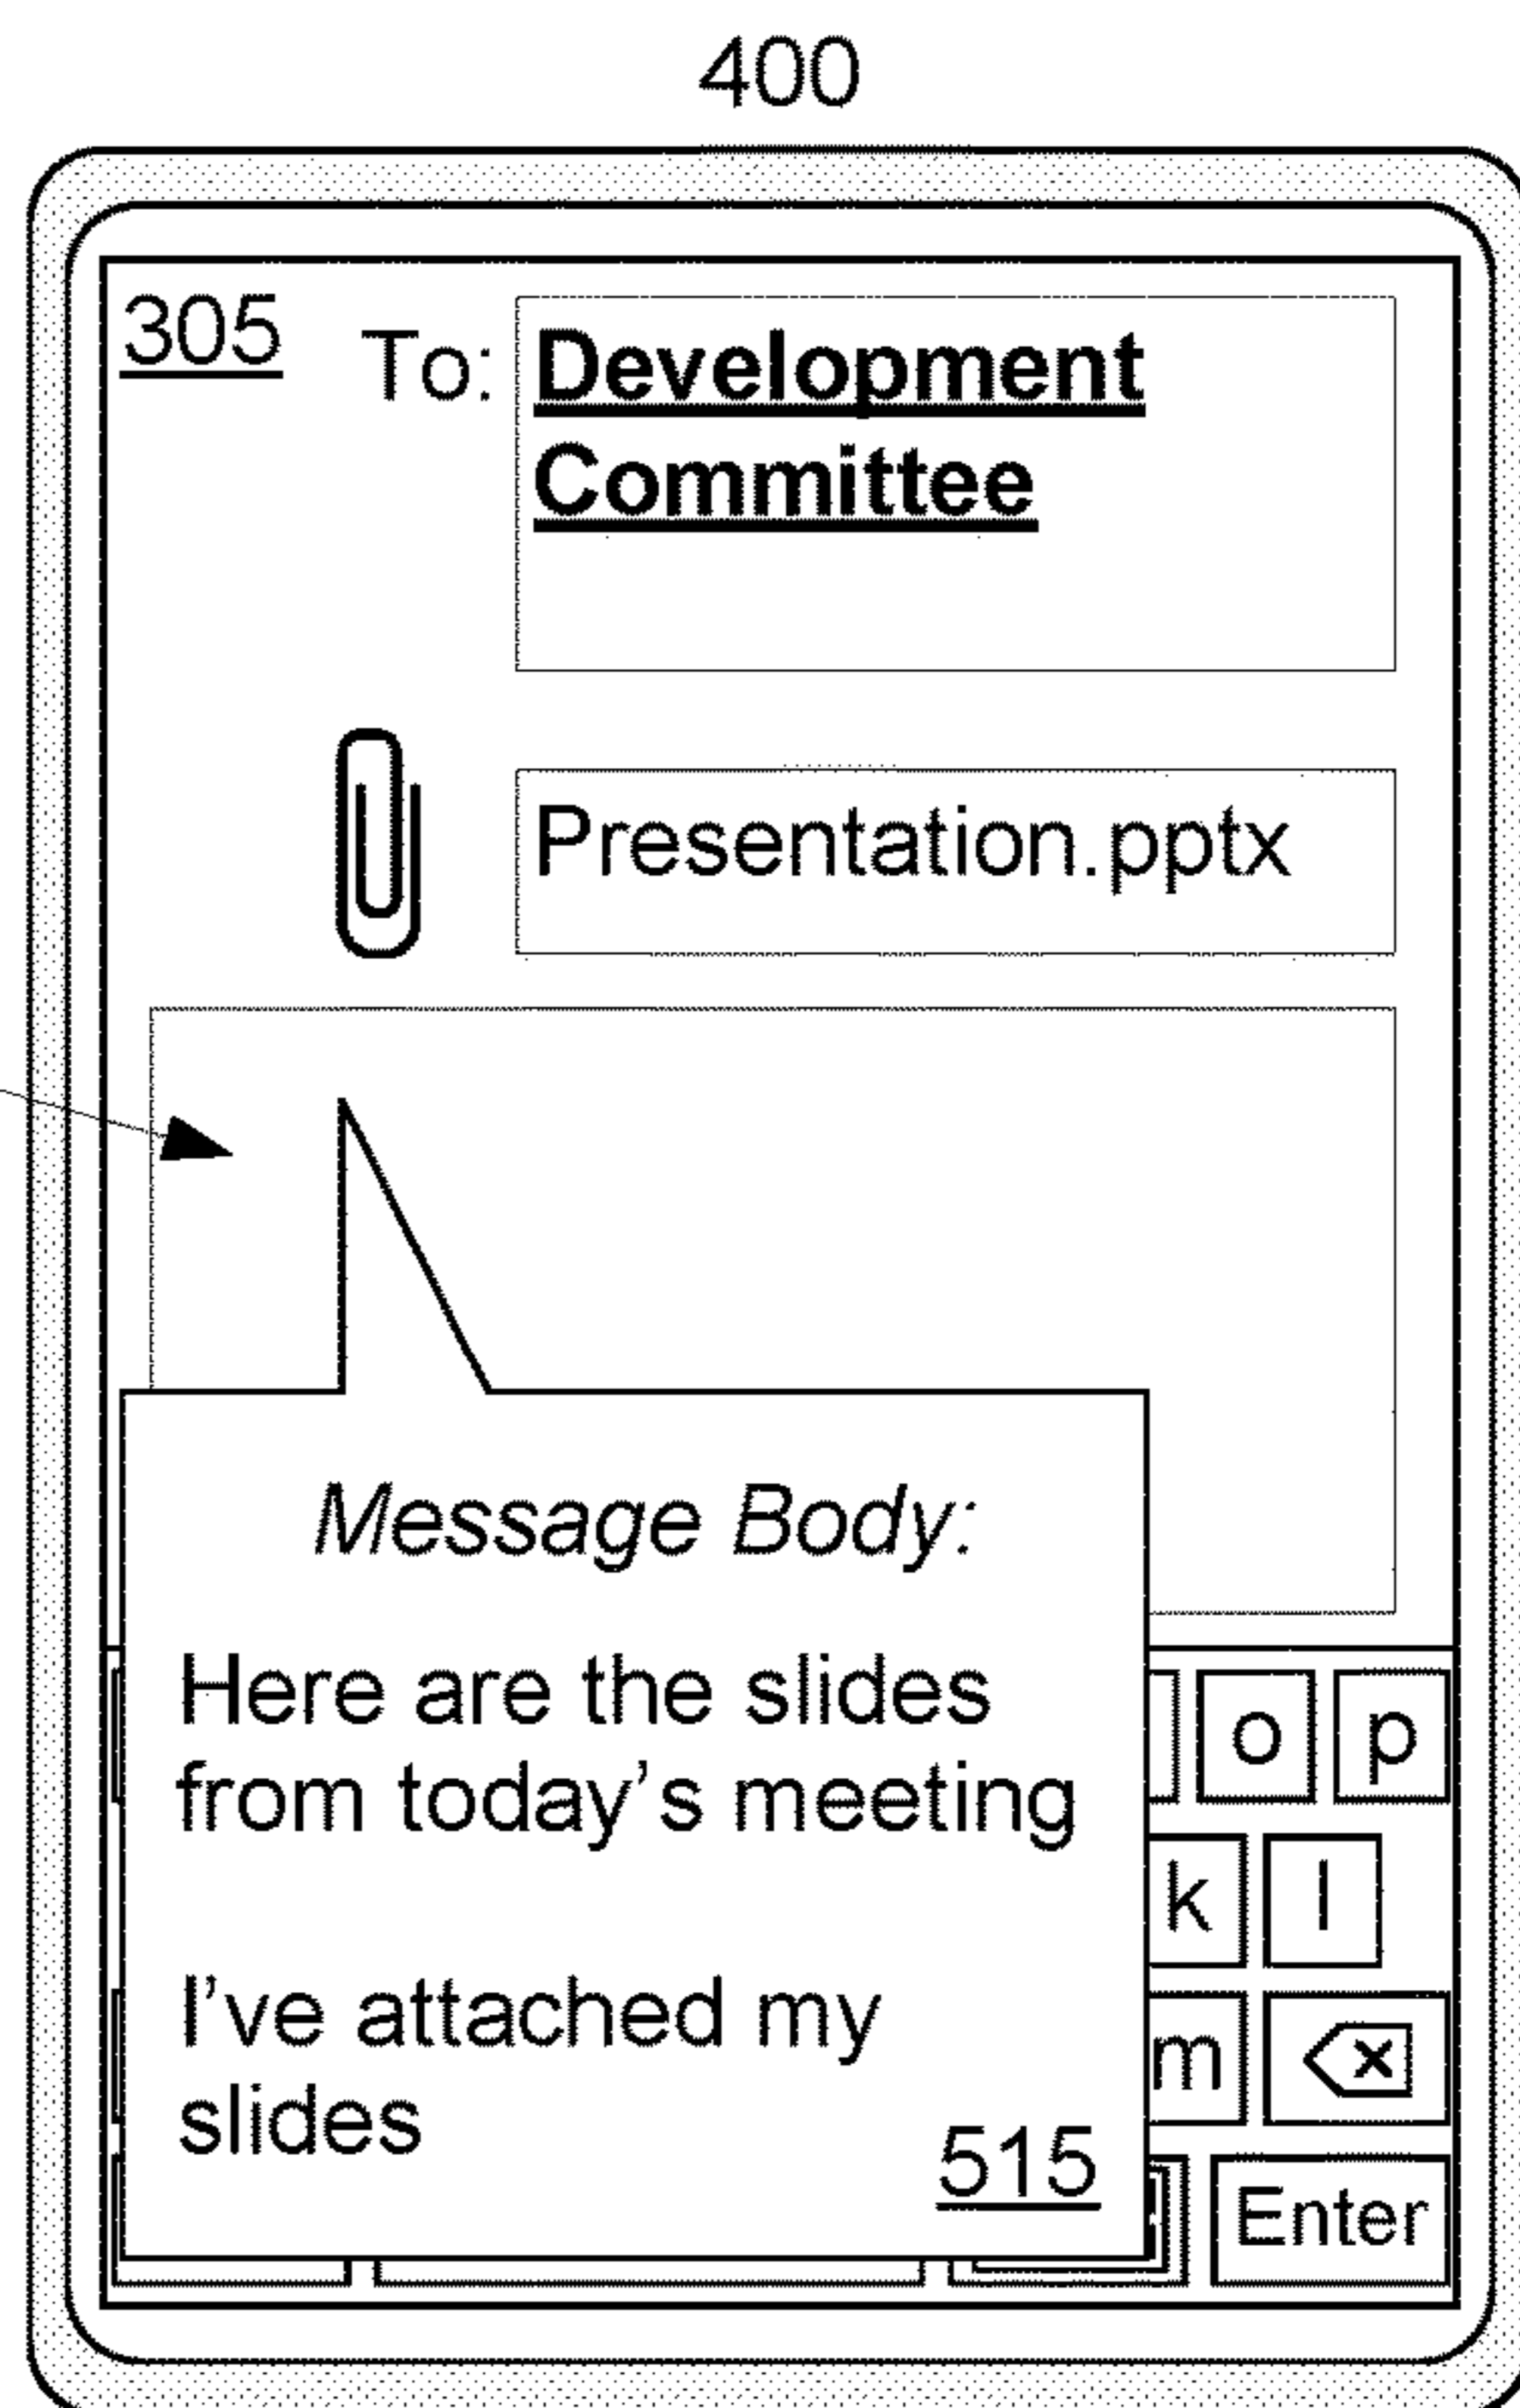 400
305 To: Development
Committee
Presentation.pptx
Message Body:
Here are the slides
from today's meeting
I've attached my
slides
515
o p
k l
m
Enter